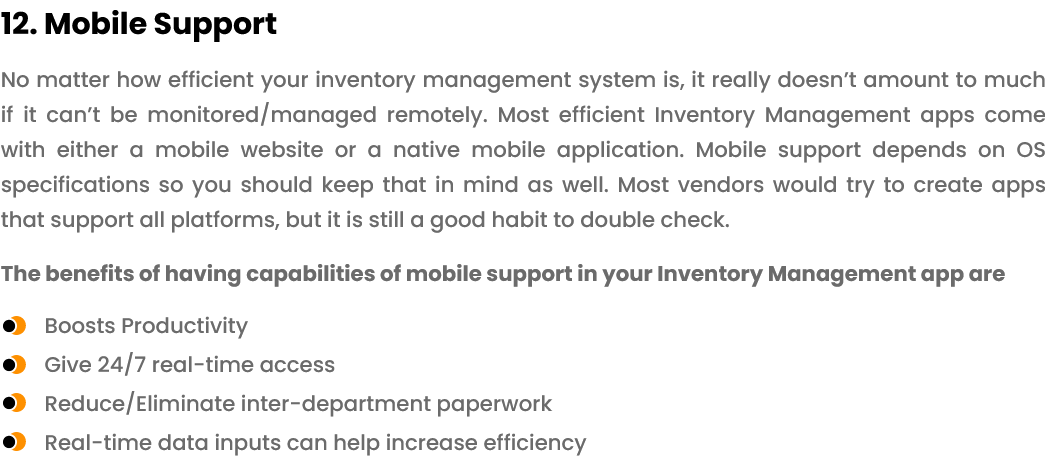 12. Mobile Support
No matter how efficient your inventory management system is, it really doesn’t amount to much
if it can’t be monitored/managed remotely. Most efficient Inventory Management apps come
with either a mobile website or a native mobile application. Mobile support depends on OS
specifications so you should keep that in mind as well. Most vendors would try to create apps
that support all platforms, but it is still a good habit to double check.
The benefits of having capabilities of mobile support in your Inventory Management app are
Boosts Productivity
Give 24/7 real-time access
Reduce/Eliminate inter-department paperwork
Real-time data inputs can help increase efficiency